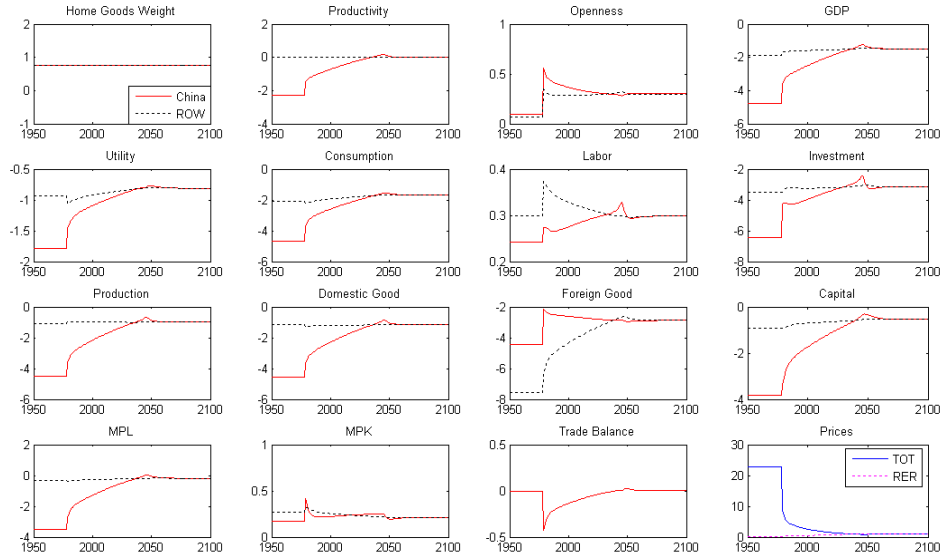 Home Goods Weight
2
1
0
-1
1950 2000 2050 2100
China
ROW
Productivity
2
0
2
-4
1950 2000 2050 2100
Openness
1
0.5
0
1950 2000 2050 2100
GDP
0
-2
-4
-6
1950 2000 2050 2100
Utility
-0.5
-1
-1.5
-2
1950 2000 2050 2100
Consumption
0
-2
-4
-6
1950 2000 2050 2100
Labor
0.4
0.3
0.2
1950 2000 2050 2100
Investment
-2
-4
-6
-8
1950 2000 2050 2100
Production
0
-2
-4
-6
1950 2000 2050 2100
Domestic Good
0
-2
-4
-6
1950 2000 2050 2100
Foreign Good
-2
-4
-6
-8
1950 2000 2050 2100
Capital
0
-2
-4
1950 2000 2050 2100
MPL
2
0
-2
-4
1950 2000 2050 2100
MPK
1
0.5
0
1950 2000 2050 2100
Trade Balance
0.5
0
-0.5
1950 2000 2050 2100
Prices
30
20
10
0
1950 2000 2050 2100
TOT
RER